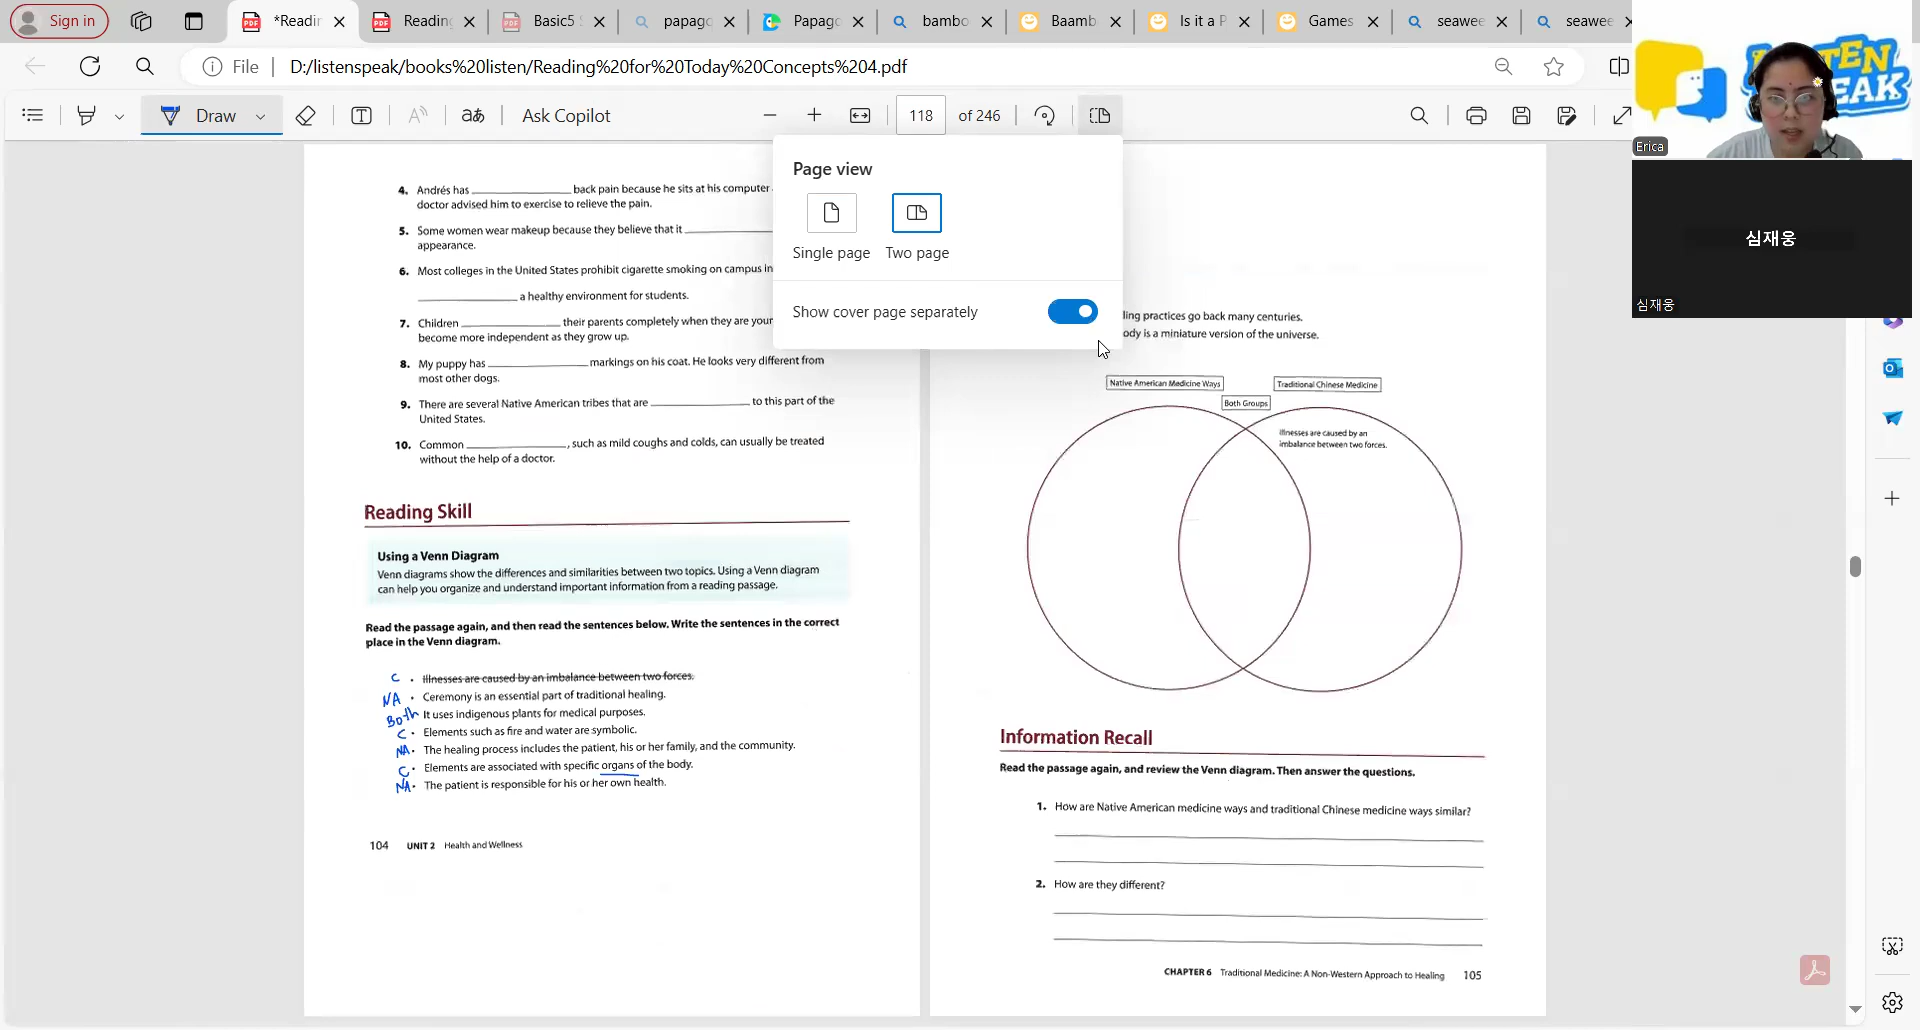 Sign in
*Readin
Reading
Basic5 S
papago
Papago
bambo
Baamb
Is it a P
Games
seawee
seawee
File
D:/listenspeak/books%20listen/Reading%20for%20Today%20Concepts%204.pdf
Draw
aあ
Ask Copilot
118 of 246
LISTEN
SPEAK
Erica
심재웅
심재웅
Page view
Single page
Two page
Show cover page separately
4. Andrés has ____________ back pain because he sits at his computer
doctor advised him to exercise to relieve the pain.
5. Some women wear makeup because they believe that it ____________
appearance.
6. Most colleges in the United States prohibit cigarette smoking on campus in
____________ a healthy environment for students.
7. Children ____________ their parents completely when they are your
become more independent as they grow up.
8. My puppy has ____________ markings on his coat. He looks very different from
most other dogs.
9. There are several Native American tribes that are ____________ to this part of the
United States.
10. Common ____________, such as mild coughs and colds, can usually be treated
without the help of a doctor.
Reading Skill
Using a Venn Diagram
Venn diagrams show the differences and similarities between two topics. Using a Venn diagram
can help you organize and understand important information from a reading passage.
Read the passage again, and then read the sentences below. Write the sentences in the correct
place in the Venn diagram.
C • Illnesses are caused by an imbalance between two forces.
NA • Ceremony is an essential part of traditional healing.
Both It uses indigenous plants for medical purposes.
C • Elements such as fire and water are symbolic.
NA • The healing process includes the patient, his or her family, and the community.
C • Elements are associated with specific organs of the body.
NA • The patient is responsible for his or her own health.
104 UNIT 2 Health and Wellness
ling practices go back many centuries.
ody is a miniature version of the universe.
Native American Medicine Ways
Traditional Chinese Medicine
Both Groups
Illnesses are caused by an
imbalance between two forces.
Information Recall
Read the passage again, and review the Venn diagram. Then answer the questions.
1. How are Native American medicine ways and traditional Chinese medicine ways similar?
2. How are they different?
CHAPTER 6 Traditional Medicine: A Non-Western Approach to Healing 105